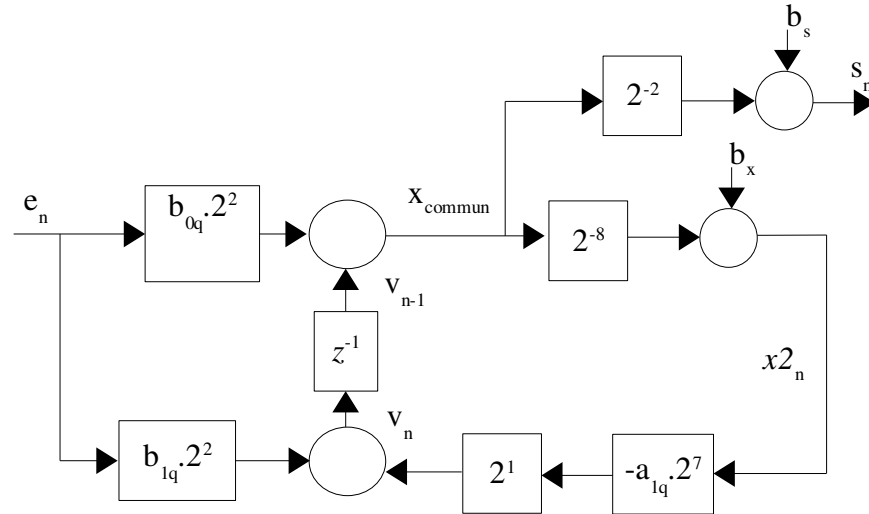 b_s
s_n
2^-2
b_x
e_n
b_0q.2^2
x_commun
2^-8
v_n-1
z^-1
x2_n
v_n
b_1q.2^2
2^1
-a_1q.2^7